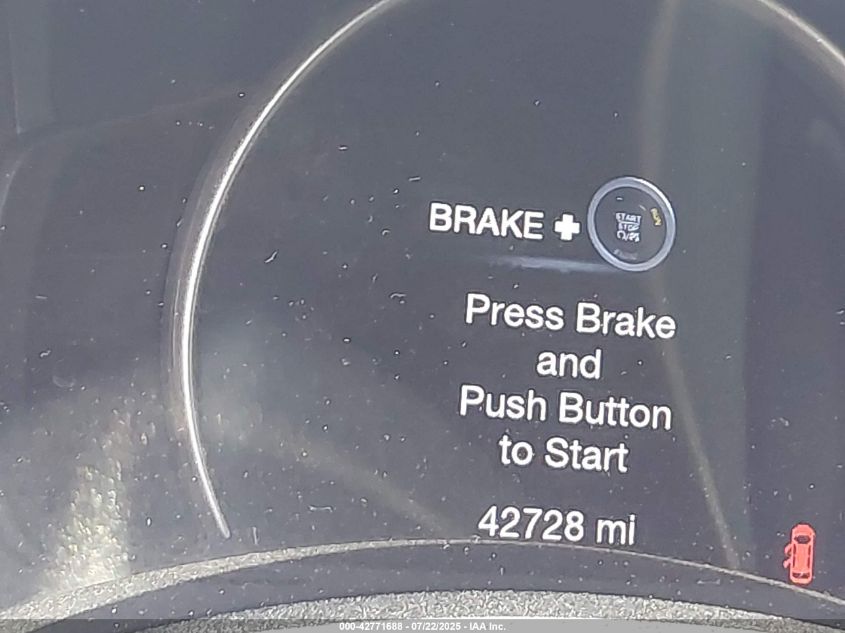 BRAKE +
START
STOP
RUN
Press Brake
and
Push Button
to Start
42728 mi
000-42771688 - 07/22/2025 - IAA Inc.